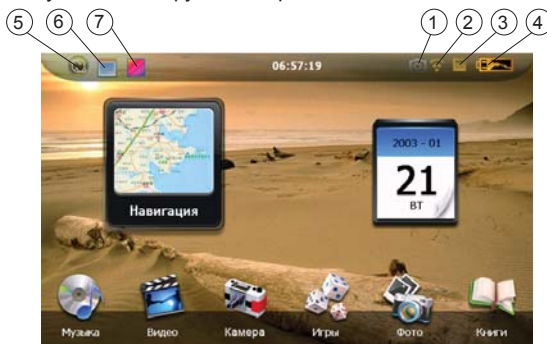 5 6 7 1 2 3 4
06:57:19
2003 - 01
21
ВТ
Навигация
Музыка Видео Камера Игры Фото Книги